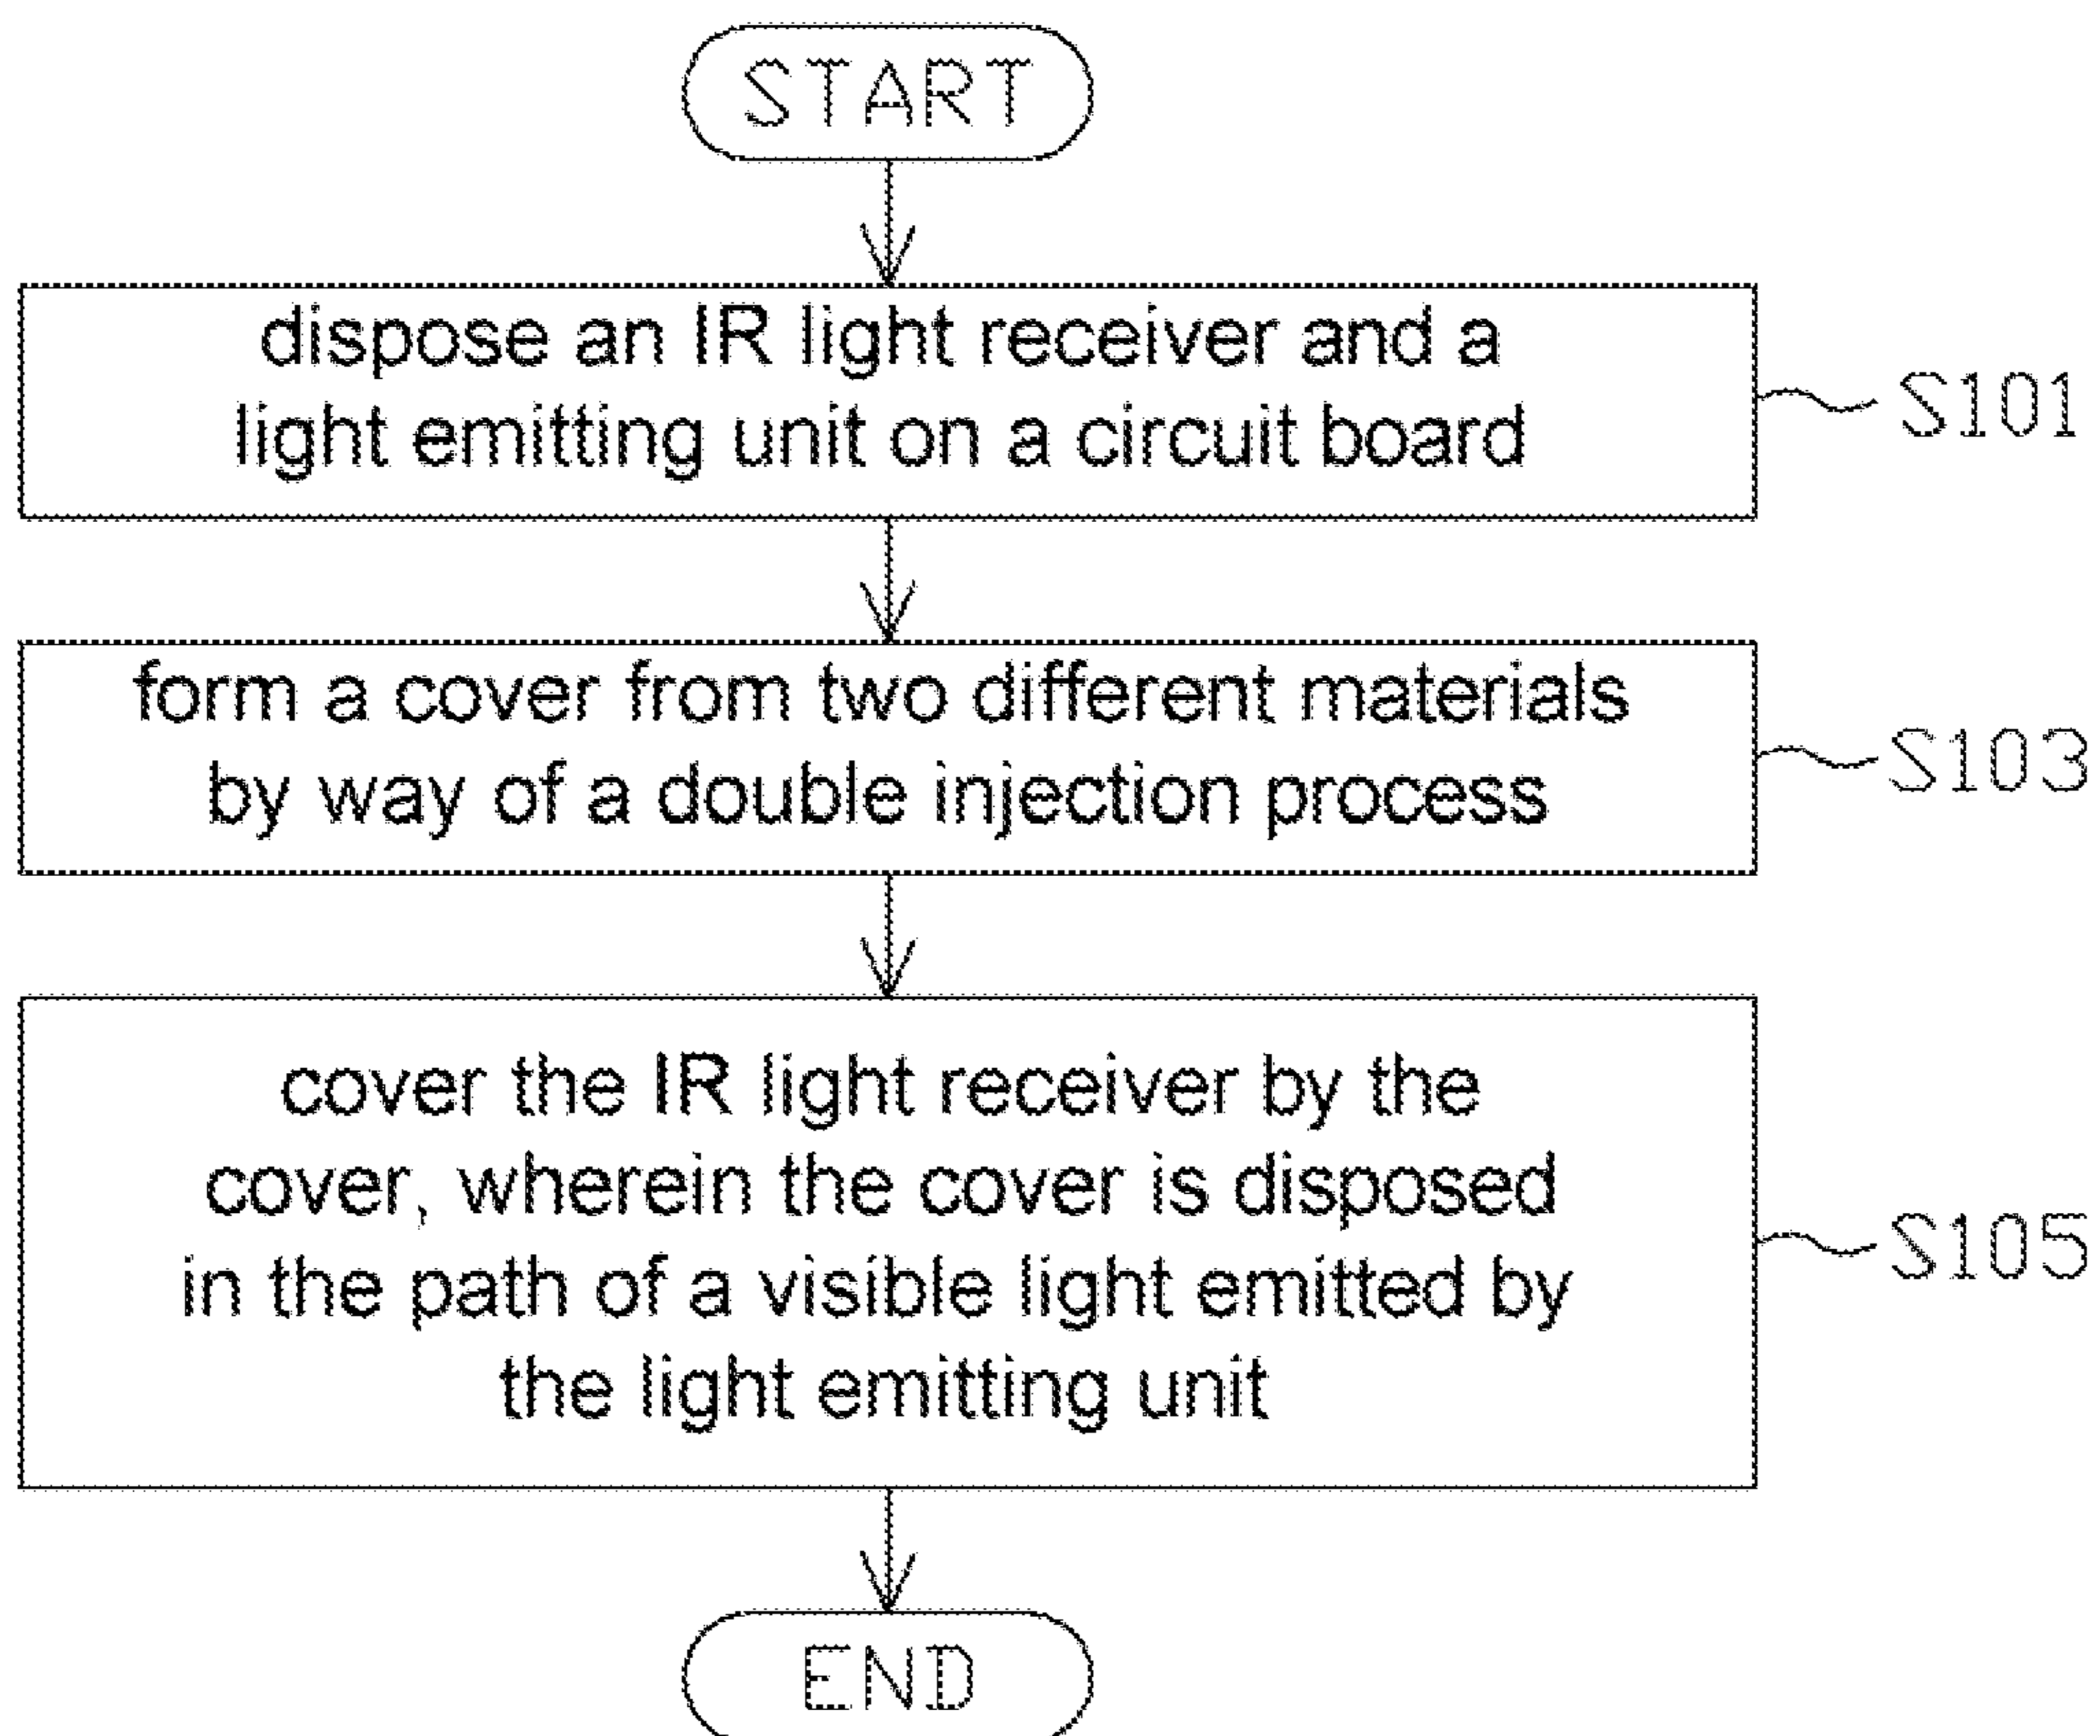 START
dispose an IR light receiver and a
light emitting unit on a circuit board
S101
form a cover from two different materials
by way of a double injection process
S103
cover the IR light receiver by the
cover, wherein the cover is disposed
in the path of a visible light emitted by
the light emitting unit
S105
END